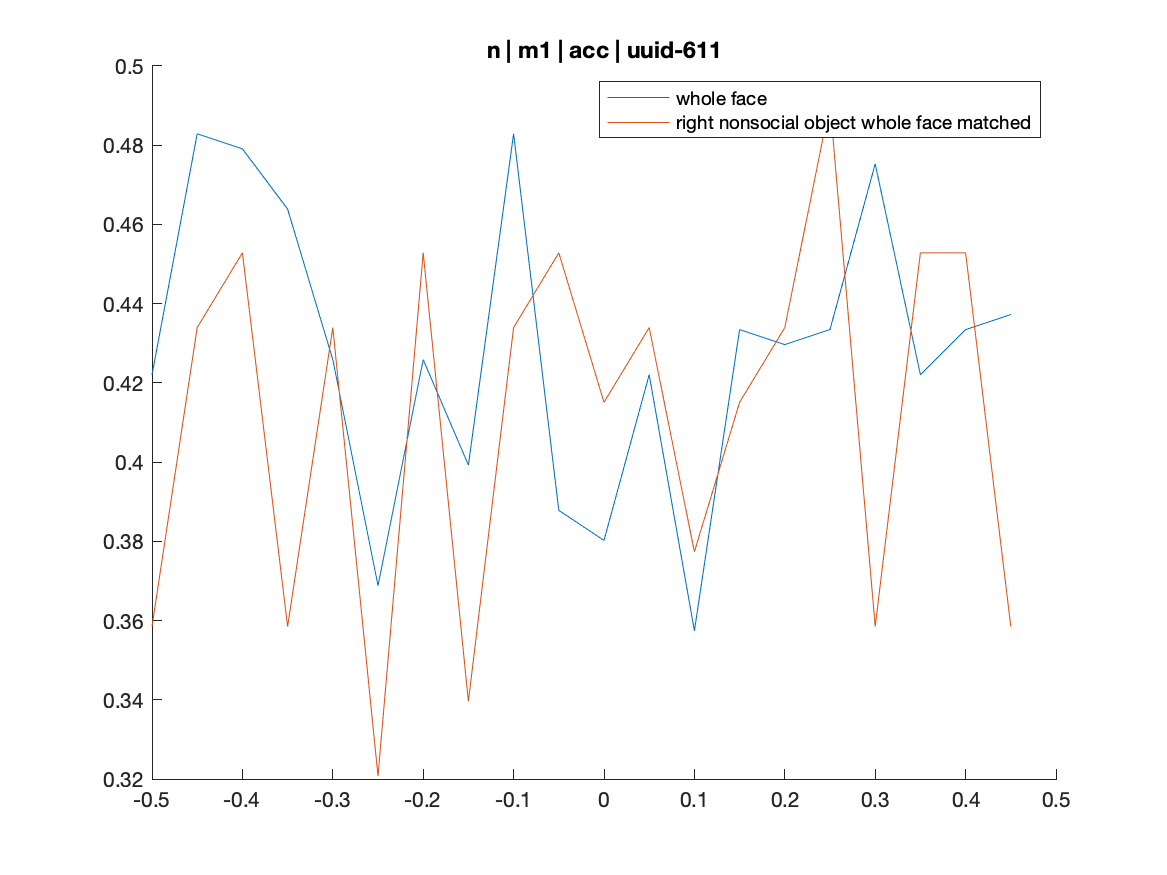 n | m1 | acc | uuid-611
whole face
right nonsocial object whole face matched
0.5
0.48
0.46
0.44
0.42
0.4
0.38
0.36
0.34
0.32
-0.5 -0.4 -0.3 -0.2 -0.1 0 0.1 0.2 0.3 0.4 0.5